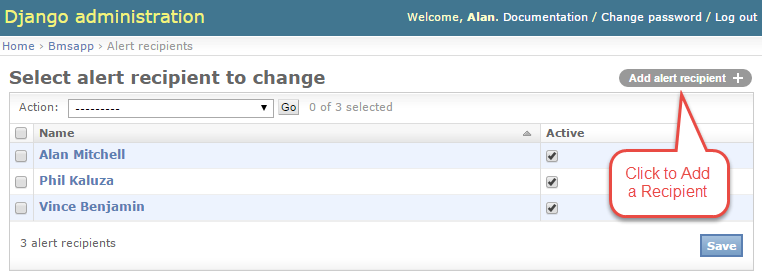 Django administration
Welcome, Alan. Documentation / Change password / Log out
Home › Bmsapp › Alert recipients
Select alert recipient to change
Add alert recipient +
Action: --------- Go 0 of 3 selected
Name Active
Alan Mitchell
Phil Kaluza
Vince Benjamin
Click to Add
a Recipient
3 alert recipients
Save